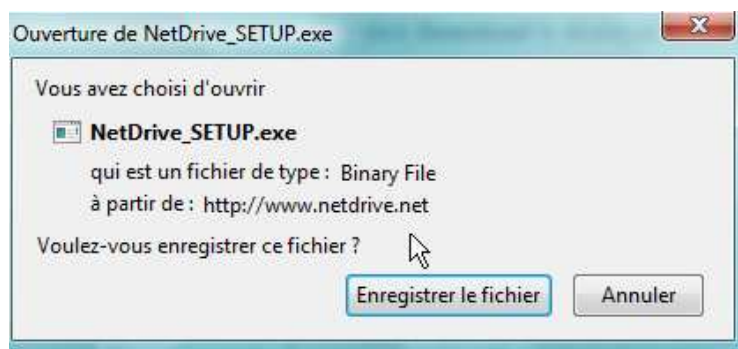 Ouverture de NetDrive_SETUP.exe
Vous avez choisi d'ouvrir
NetDrive_SETUP.exe
qui est un fichier de type : Binary File
à partir de : http://www.netdrive.net
Voulez-vous enregistrer ce fichier ?
Enregistrer le fichier Annuler